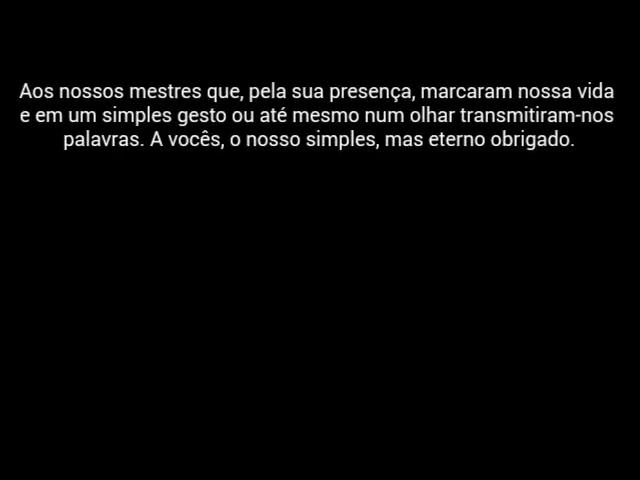 Aos nossos mestres que, pela sua presença, marcaram nossa vida
e em um simples gesto ou até mesmo num olhar transmitiram-nos
palavras. A vocês, o nosso simples, mas eterno obrigado.